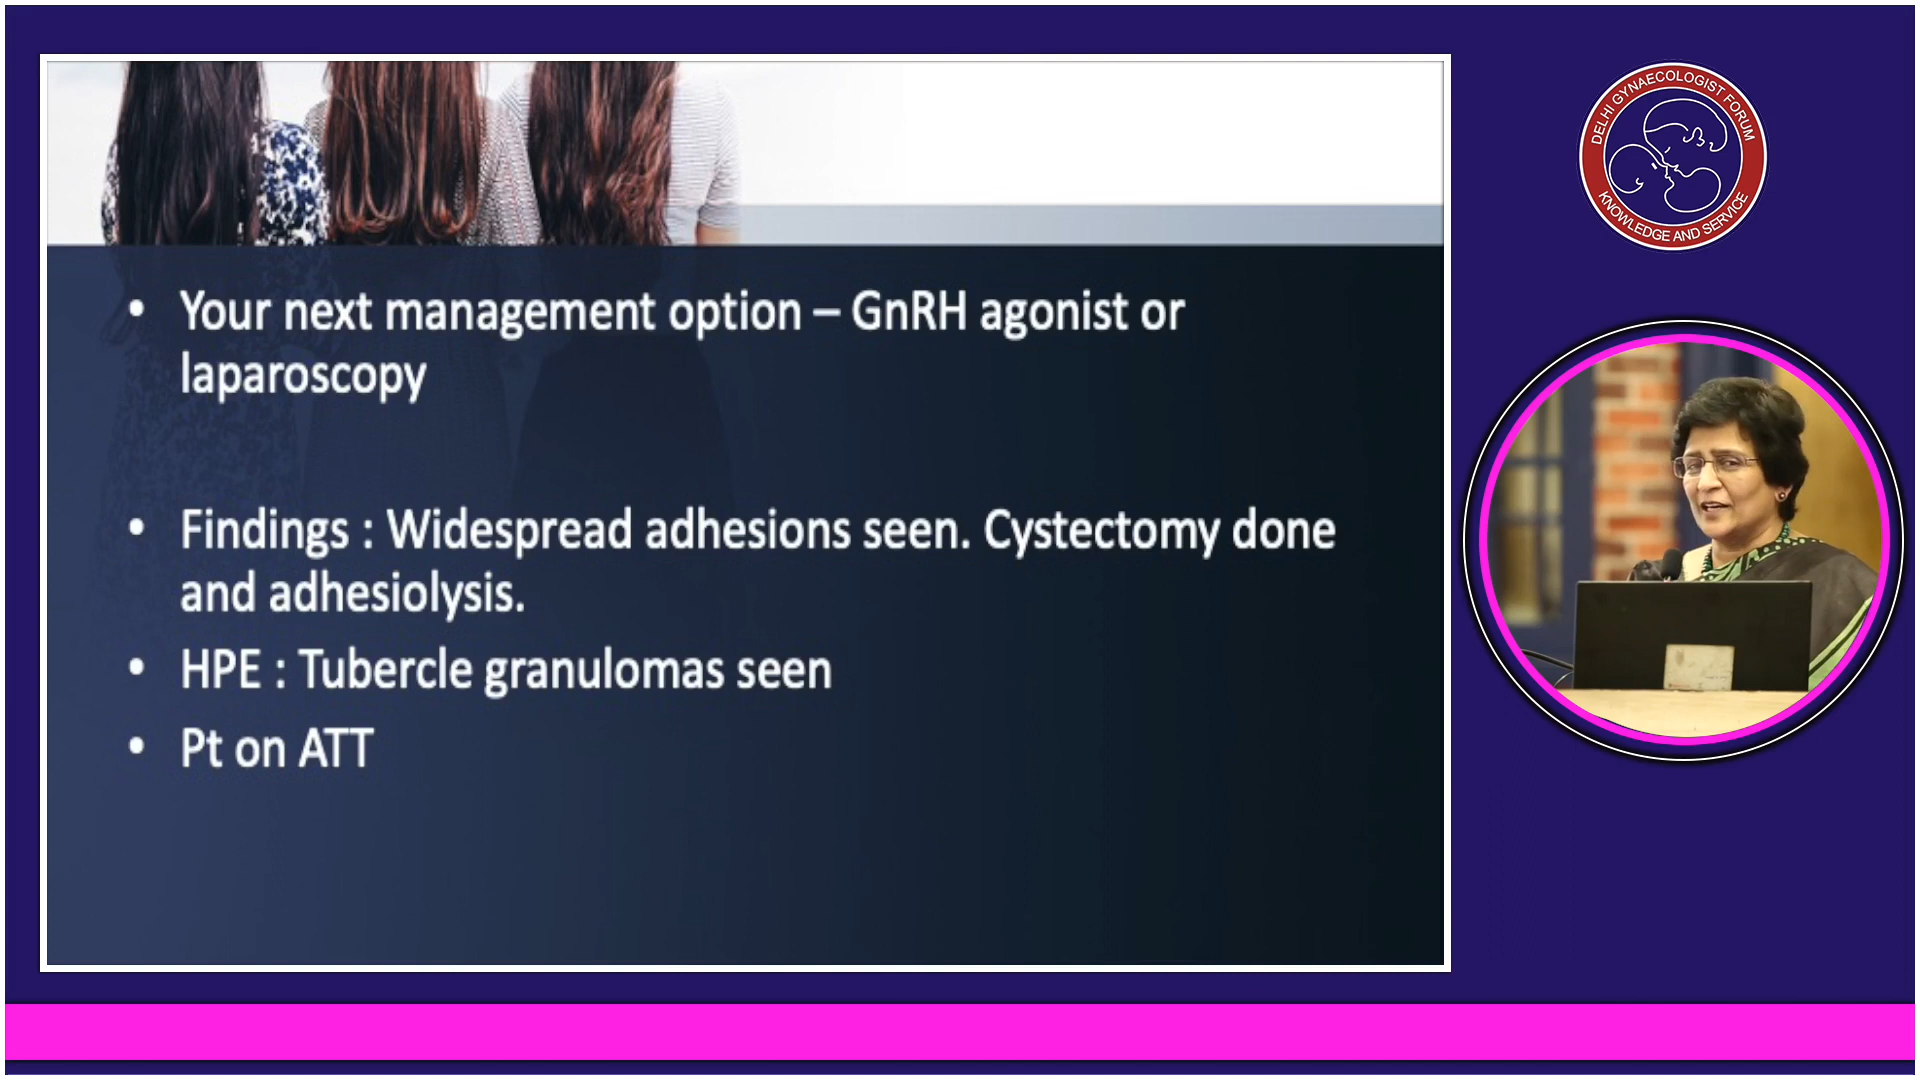 • Your next management option – GnRH agonist or
laparoscopy
• Findings : Widespread adhesions seen. Cystectomy done
and adhesiolysis.
• HPE : Tubercle granulomas seen
• Pt on ATT
DELHI GYNAECOLOGIST FORUM
KNOWLEDGE AND SERVICE